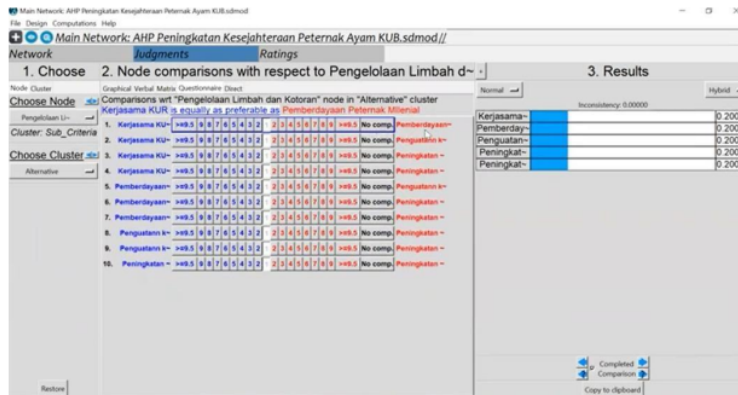 Main Network: AHP Peningkatan Kesejahteraan Peternak Ayam KUB.sdmod
File Design Computations Help
Main Network: AHP Peningkatan Kesejahteraan Peternak Ayam KUB.sdmod//
Network Judgments Ratings
1. Choose 2. Node comparisons with respect to Pengelolaan Limbah d~ 3. Results
Node Cluster Graphical Verbal Matrix Questionnaire Direct Normal Hybrid
Choose Node Comparisons wrt "Pengelolaan Limbah dan Kotoran" node in "Alternative" cluster
Kerjasama KUR is equally as preferable as Pemberdayaan Peternak Milenial
Inconsistency: 0.00000
Pengelolaan Li~
Cluster: Sub_Criteria
Choose Cluster
Alternative
1. Kerjasama KU~ >=9.5 9 8 7 6 5 4 3 2 2 3 4 5 6 7 8 9 >=9.5 No comp. Pemberdayaan~
2. Kerjasama KU~ >=9.5 9 8 7 6 5 4 3 2 2 3 4 5 6 7 8 9 >=9.5 No comp. Penguatann k~
3. Kerjasama KU~ >=9.5 9 8 7 6 5 4 3 2 2 3 4 5 6 7 8 9 >=9.5 No comp. Peningkatan ~
4. Kerjasama KU~ >=9.5 9 8 7 6 5 4 3 2 2 3 4 5 6 7 8 9 >=9.5 No comp. Peningkatan ~
5. Pemberdayaan~ >=9.5 9 8 7 6 5 4 3 2 2 3 4 5 6 7 8 9 >=9.5 No comp. Penguatann k~
6. Pemberdayaan~ >=9.5 9 8 7 6 5 4 3 2 2 3 4 5 6 7 8 9 >=9.5 No comp. Peningkatan ~
7. Pemberdayaan~ >=9.5 9 8 7 6 5 4 3 2 2 3 4 5 6 7 8 9 >=9.5 No comp. Peningkatan ~
8. Penguatann k~ >=9.5 9 8 7 6 5 4 3 2 2 3 4 5 6 7 8 9 >=9.5 No comp. Peningkatan ~
9. Penguatann k~ >=9.5 9 8 7 6 5 4 3 2 2 3 4 5 6 7 8 9 >=9.5 No comp. Peningkatan ~
10. Peningkatan ~ >=9.5 9 8 7 6 5 4 3 2 2 3 4 5 6 7 8 9 >=9.5 No comp. Peningkatan ~
Kerjasama~ 0.200
Pemberday~ 0.200
Penguatan~ 0.200
Peningkat~ 0.200
Peningkat~ 0.200
Completed
Comparison
Restore
Copy to clipboard